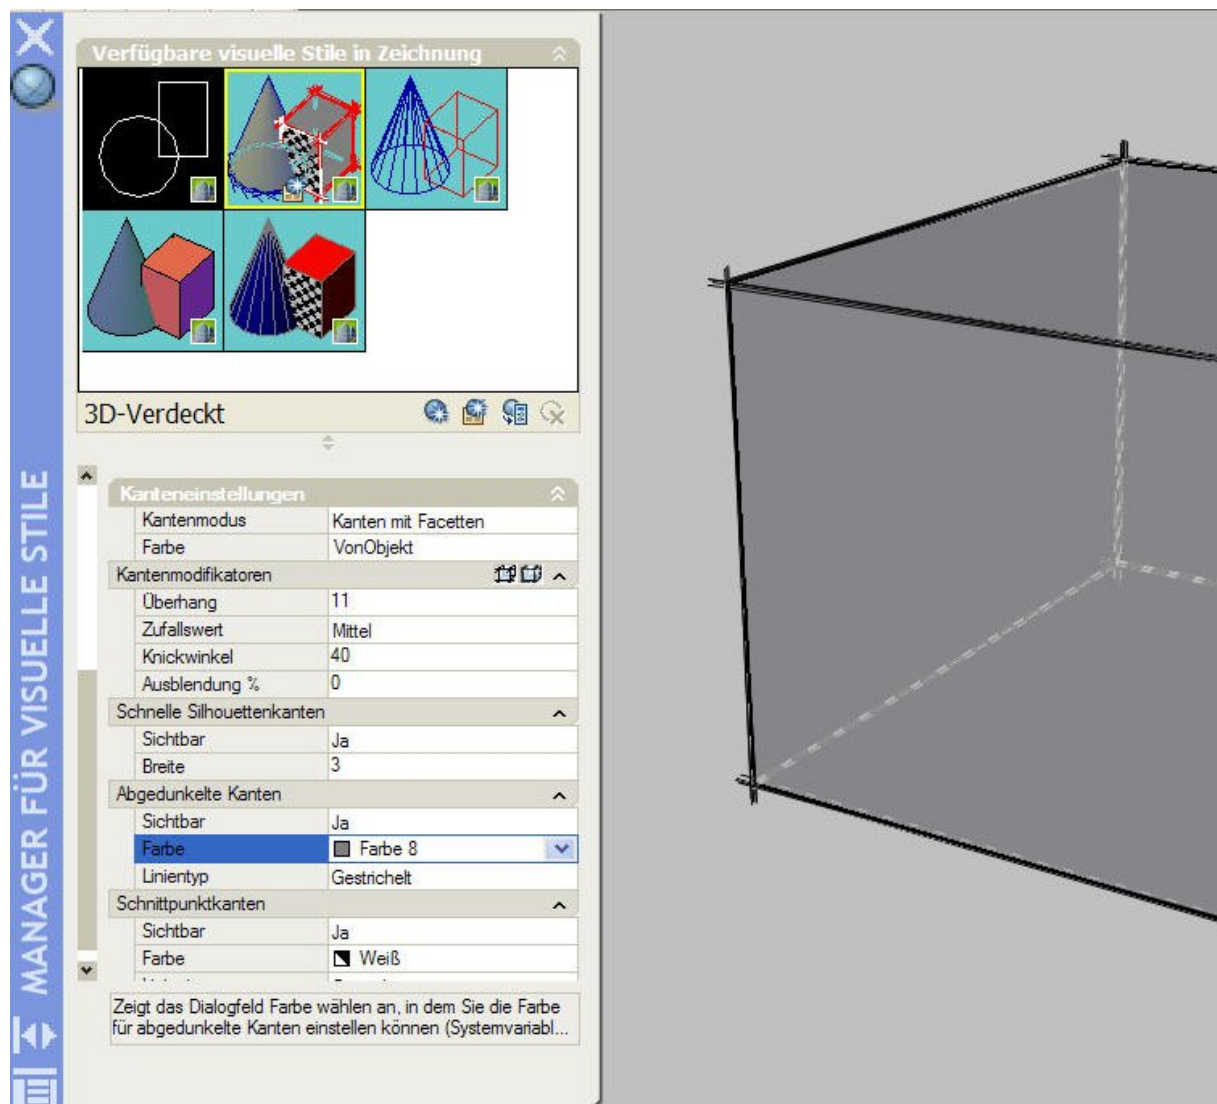 MANAGER FÜR VISUELLE STILE
Verfügbare visuelle Stile in Zeichnung
3D-Verdeckt
Kanteneinstellungen
Kantenmodus Kanten mit Facetten
Farbe VonObjekt
Kantenmodifikatoren
Überhang 11
Zufallswert Mittel
Knickwinkel 40
Ausblendung % 0
Schnelle Silhouettenkanten
Sichtbar Ja
Breite 3
Abgedunkelte Kanten
Sichtbar Ja
Farbe Farbe 8
Linientyp Gestrichelt
Schnittpunktkanten
Sichtbar Ja
Farbe Weiß
Zeigt das Dialogfeld Farbe wählen an, in dem Sie die Farbe
für abgedunkelte Kanten einstellen können (Systemvariabl...